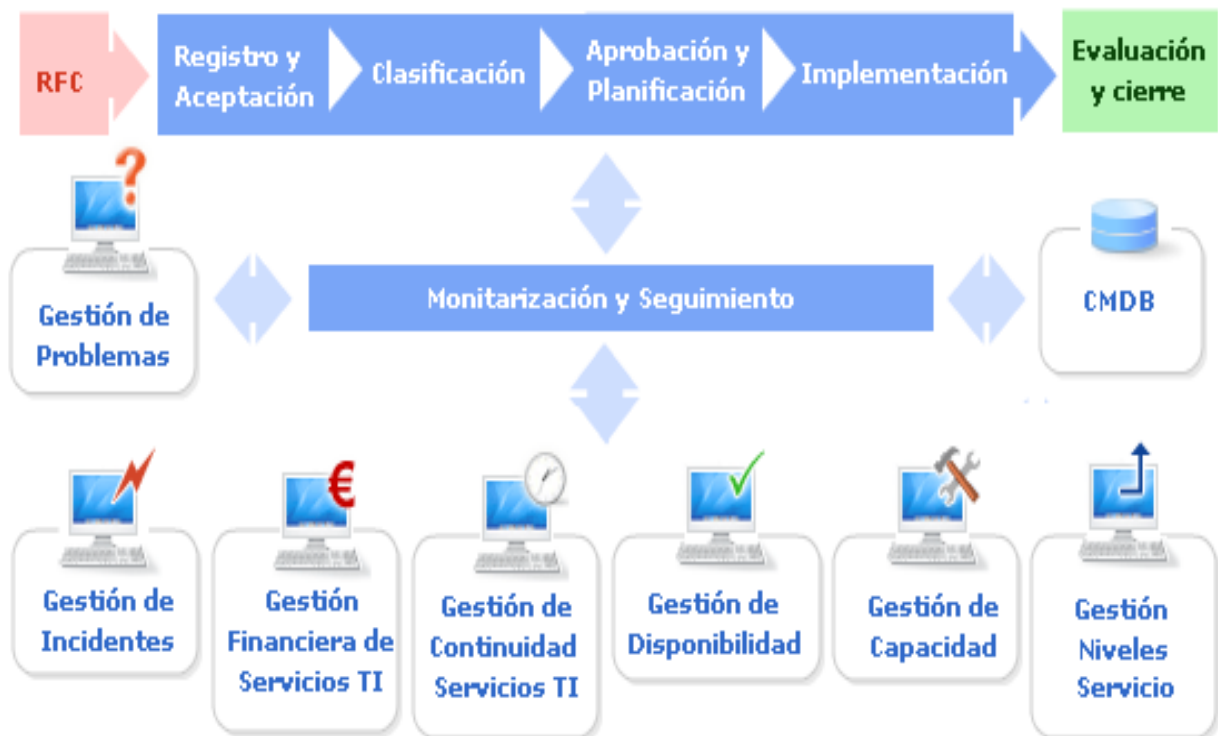 RFC
Registro y
Aceptación
Clasificación
Aprobación y
Planificación
Implementación
Evaluación
y cierre
Gestión de
Problemas
Monitarización y Seguimiento
CMDB
Gestión de
Incidentes
Gestión
Financiera de
Servicios TI
€
Gestión de
Continuidad
Servicios TI
Gestión de
Disponibilidad
Gestión de
Capacidad
Gestión
Niveles
Servicio